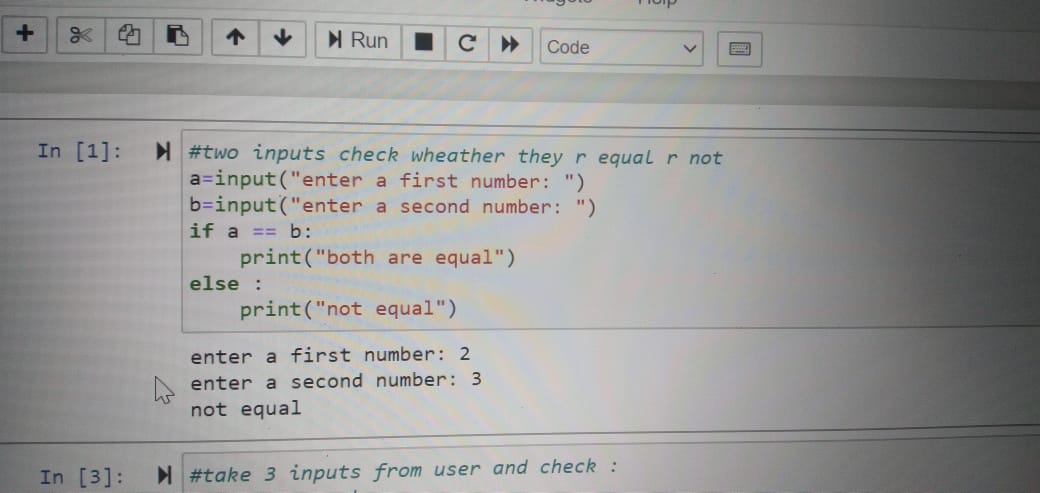 Run
Code
In [1]:
#two inputs check wheather they r equal r not
a=input("enter a first number: ")
b=input("enter a second number: ")
if a == b:
    print("both are equal")
else :
    print("not equal")
enter a first number: 2
enter a second number: 3
not equal
In [3]:
#take 3 inputs from user and check :